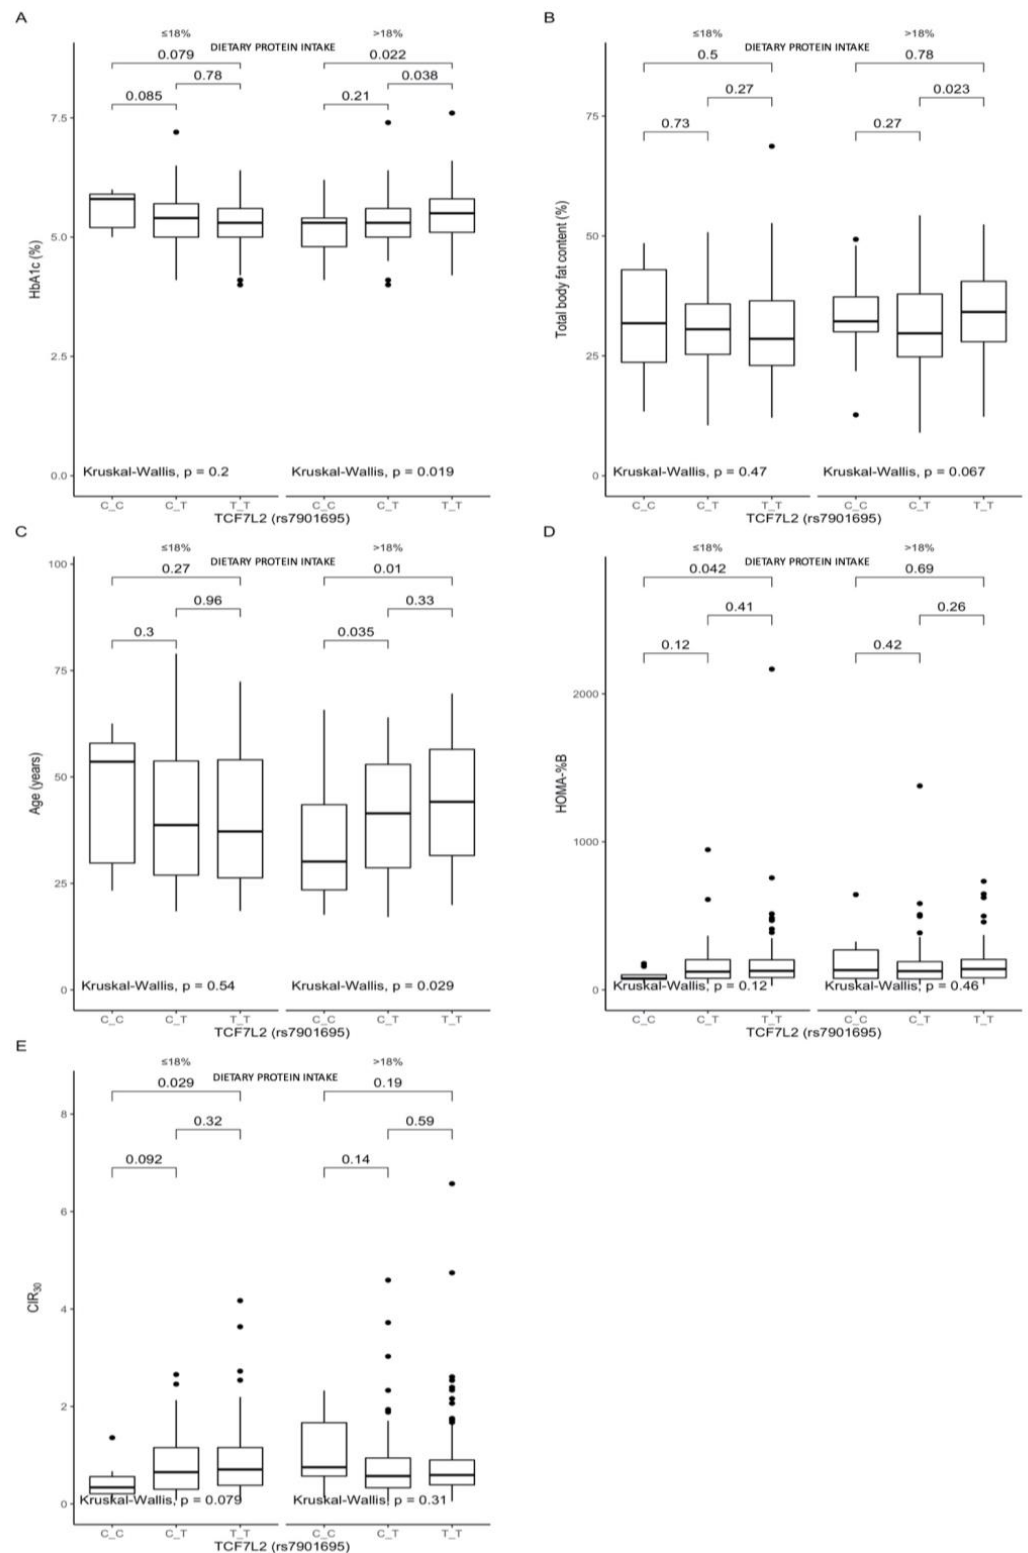 A
≤18%
>18%
DIETARY PROTEIN INTAKE
0.079
0.022
0.78
0.038
0.085
0.21
7.5
5.0
2.5
0.0
HbA1c (%)
Kruskal-Wallis, p = 0.2
Kruskal-Wallis, p = 0.019
C_C
C_T
T_T
C_C
C_T
T_T
TCF7L2 (rs7901695)
B
≤18%
>18%
DIETARY PROTEIN INTAKE
0.5
0.78
0.27
0.023
0.73
0.27
75
50
25
0
Total body fat content (%)
Kruskal-Wallis, p = 0.47
Kruskal-Wallis, p = 0.067
C_C
C_T
T_T
C_C
C_T
T_T
TCF7L2 (rs7901695)
C
≤18%
>18%
DIETARY PROTEIN INTAKE
0.27
0.01
0.96
0.33
0.3
0.035
100
75
50
25
0
Age (years)
Kruskal-Wallis, p = 0.54
Kruskal-Wallis, p = 0.029
C_C
C_T
T_T
C_C
C_T
T_T
TCF7L2 (rs7901695)
D
≤18%
>18%
DIETARY PROTEIN INTAKE
0.042
0.69
0.41
0.26
0.12
0.42
2000
1000
0
HOMA-%B
Kruskal-Wallis, p = 0.12
Kruskal-Wallis, p = 0.46
C_C
C_T
T_T
C_C
C_T
T_T
TCF7L2 (rs7901695)
E
≤18%
>18%
DIETARY PROTEIN INTAKE
0.029
0.19
0.32
0.59
0.092
0.14
8
6
4
2
0
CIR30
Kruskal-Wallis, p = 0.079
Kruskal-Wallis, p = 0.31
C_C
C_T
T_T
C_C
C_T
T_T
TCF7L2 (rs7901695)